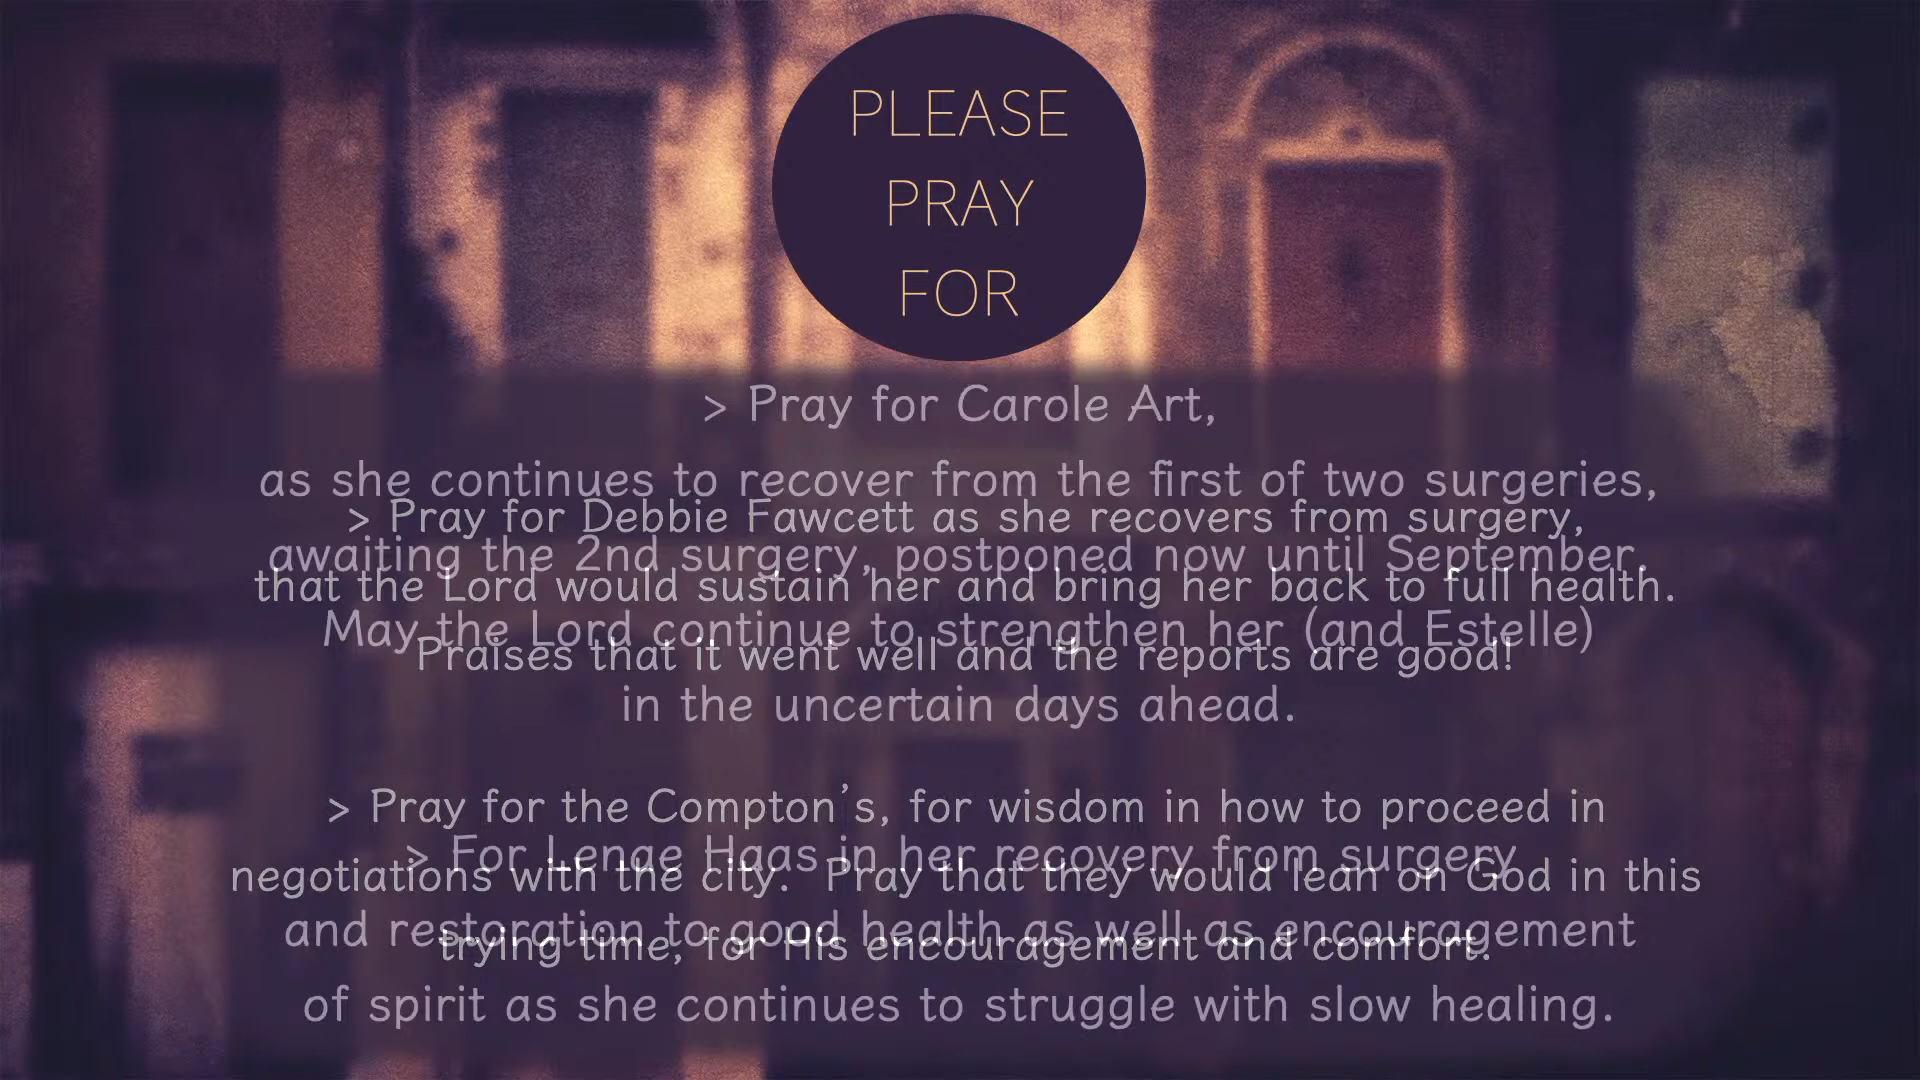 PLEASE
PRAY
FOR
> Pray for Carole Art,
as she continues to recover from the first of two surgeries,
awaiting the 2nd surgery, postponed now until September.
May the Lord continue to strengthen her (and Estelle)
in the uncertain days ahead.
> For Lenae Haas in her recovery from surgery
and restoration to good health as well as encouragement
of spirit as she continues to struggle with slow healing.
> Pray for Debbie Fawcett as she recovers from surgery,
that the Lord would sustain her and bring her back to full health.
Praises that it went well and the reports are good!
> Pray for the Compton's, for wisdom in how to proceed in
negotiations with the city. Pray that they would lean on God in this
trying time, for His encouragement and comfort.